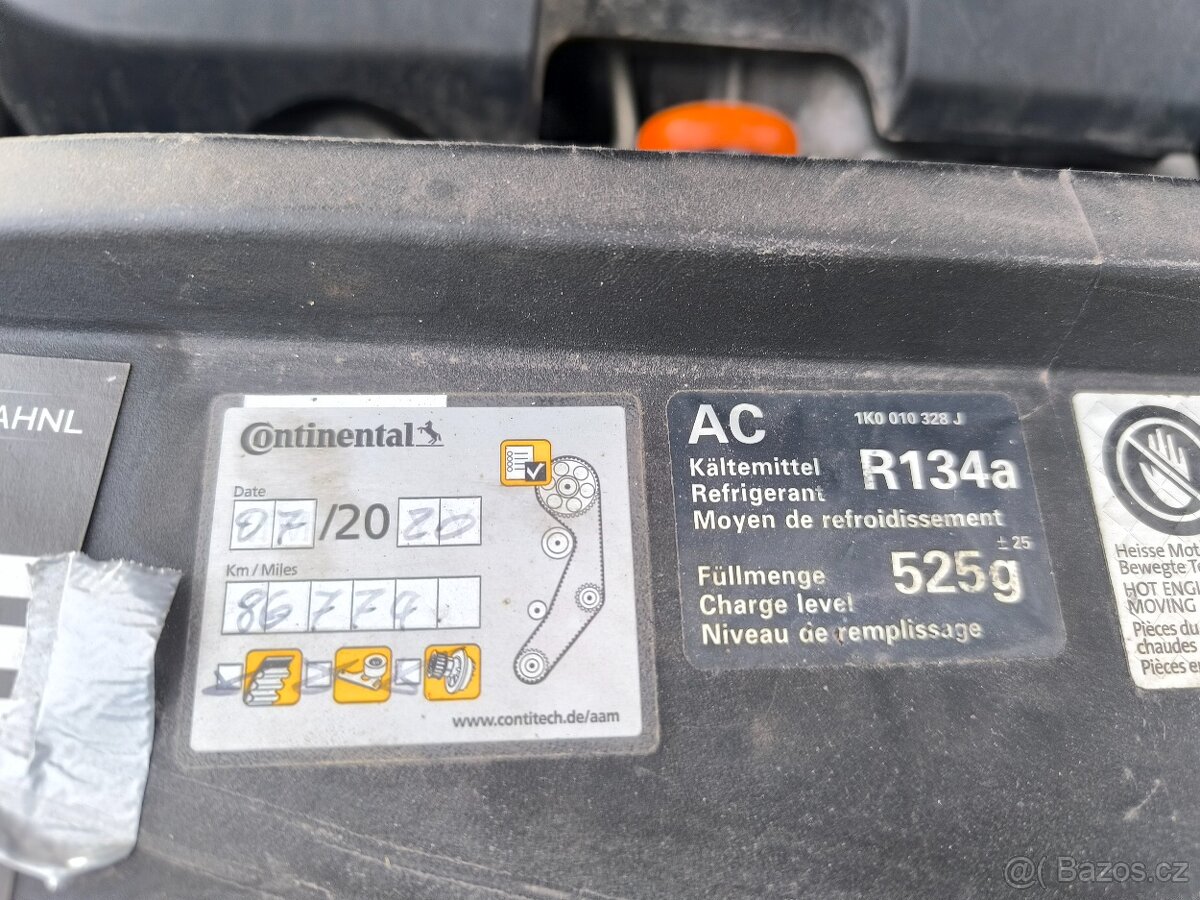 AHNL
Continental
Date
07/2020
Km/Miles
www.contitech.de/aam
AC
1K0 010 328 J
Kältemittel
Refrigerant
R134a
Moyen de refroidissement
± 25
Füllmenge
525g
Charge level
Niveau de remplissage
Heisse Mot
Bewegte Te
HOT ENG
MOVING
Pièces du
chaudes
Pièces en
@( Bazos.cz